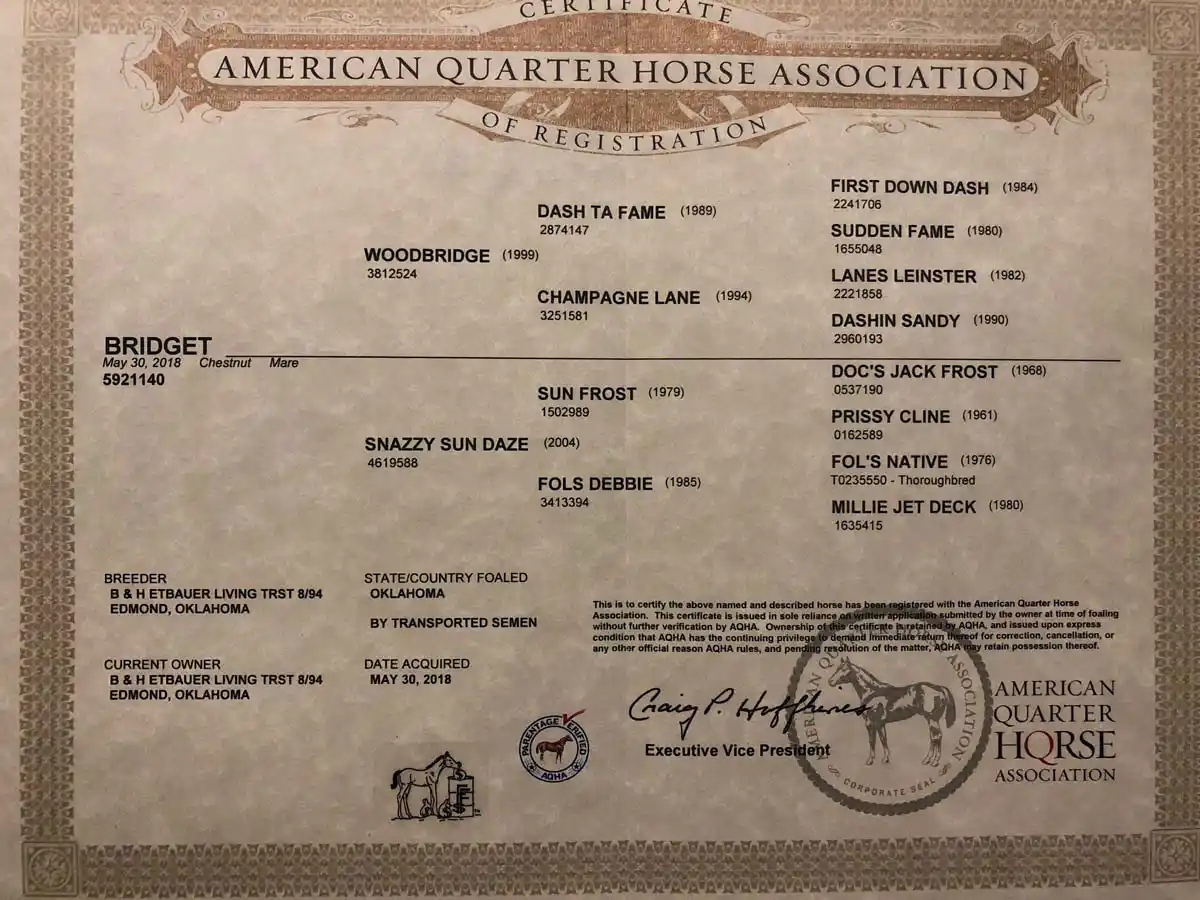 CERTIFICATE
AMERICAN QUARTER HORSE ASSOCIATION
OF REGISTRATION
FIRST DOWN DASH (1984)
2241706
DASH TA FAME (1989)
2874147
SUDDEN FAME (1980)
1655048
WOODBRIDGE (1999)
3812524
LANES LEINSTER (1982)
2221858
CHAMPAGNE LANE (1994)
3251581
DASHIN SANDY (1990)
2960193
BRIDGET
May 30, 2018 Chestnut Mare
5921140
DOC'S JACK FROST (1968)
0537190
SUN FROST (1979)
1502989
PRISSY CLINE (1961)
0162589
SNAZZY SUN DAZE (2004)
4619588
FOL'S NATIVE (1976)
T0235550 - Thoroughbred
FOLS DEBBIE (1985)
3413394
MILLIE JET DECK (1980)
1635415
BREEDER
B & H ETBAUER LIVING TRST 8/94
EDMOND, OKLAHOMA
STATE/COUNTRY FOALED
OKLAHOMA
BY TRANSPORTED SEMEN
CURRENT OWNER
B & H ETBAUER LIVING TRST 8/94
EDMOND, OKLAHOMA
DATE ACQUIRED
MAY 30, 2018
This is to certify the above named and described horse has been registered with the American Quarter Horse
Association. This certificate is issued in sole reliance on written application submitted by the owner at time of foaling
without further verification by AQHA. Ownership of this certificate is retained by AQHA, and issued upon express
condition that AQHA has the continuing privilege to demand immediate return thereof for correction, cancellation, or
any other official reason AQHA rules, and pending resolution of the matter, AQHA may retain possession thereof.
Craig P. Huffhines
Executive Vice President
PARENTAGE VERIFIED
AQHA
AMERICAN QUARTER HORSE ASSOCIATION
CORPORATE SEAL
AMERICAN
QUARTER
HORSE
ASSOCIATION